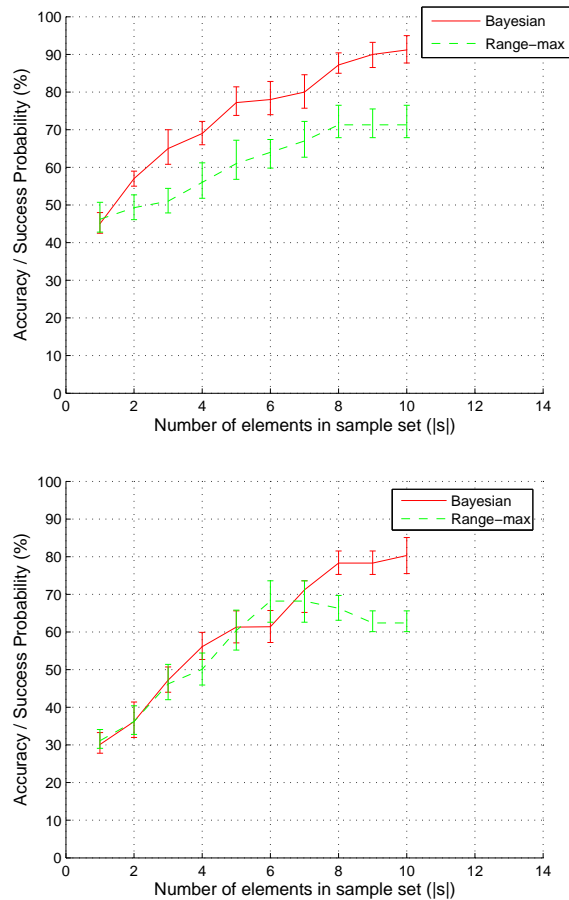 100
90
80
70
60
50
40
30
20
10
0
Accuracy / Success Probability (%)
Bayesian
Range−max
0 2 4 6 8 10 12 14
Number of elements in sample set (|s|)
100
90
80
70
60
50
40
30
20
10
0
Accuracy / Success Probability (%)
Bayesian
Range−max
0 2 4 6 8 10 12 14
Number of elements in sample set (|s|)